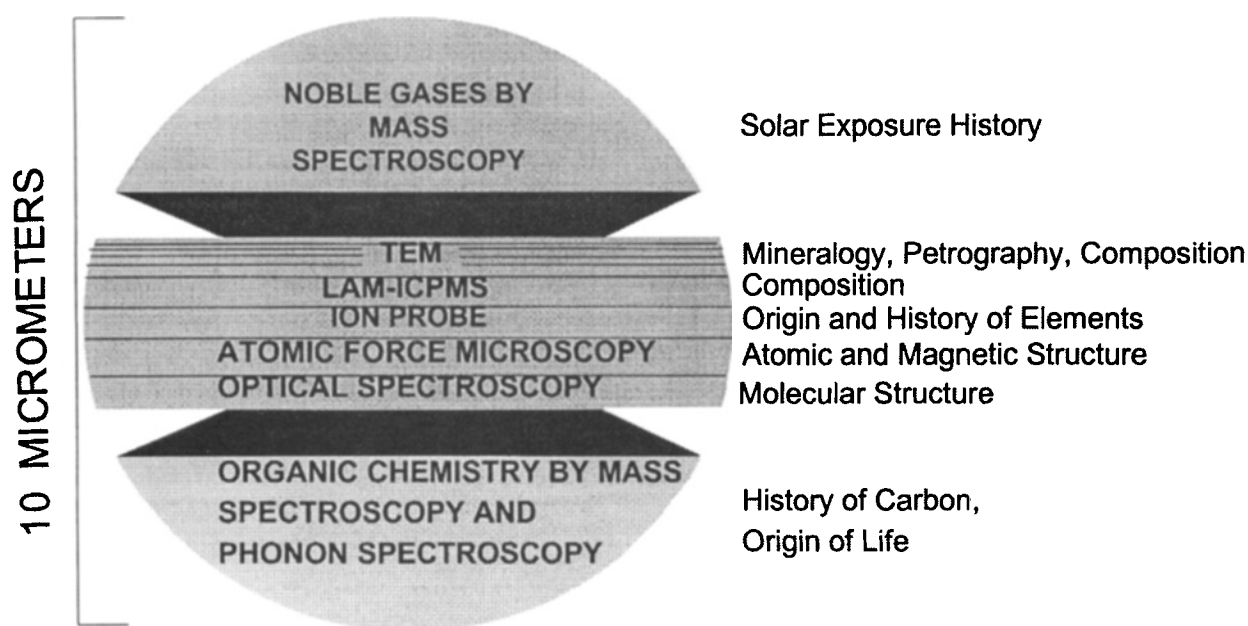 10 MICROMETERS
NOBLE GASES BY
MASS
SPECTROSCOPY
Solar Exposure History
TEM
Mineralogy, Petrography, Composition
LAM-ICPMS
Composition
ION PROBE
Origin and History of Elements
ATOMIC FORCE MICROSCOPY
Atomic and Magnetic Structure
OPTICAL SPECTROSCOPY
Molecular Structure
ORGANIC CHEMISTRY BY MASS
SPECTROSCOPY AND
PHONON SPECTROSCOPY
History of Carbon,
Origin of Life